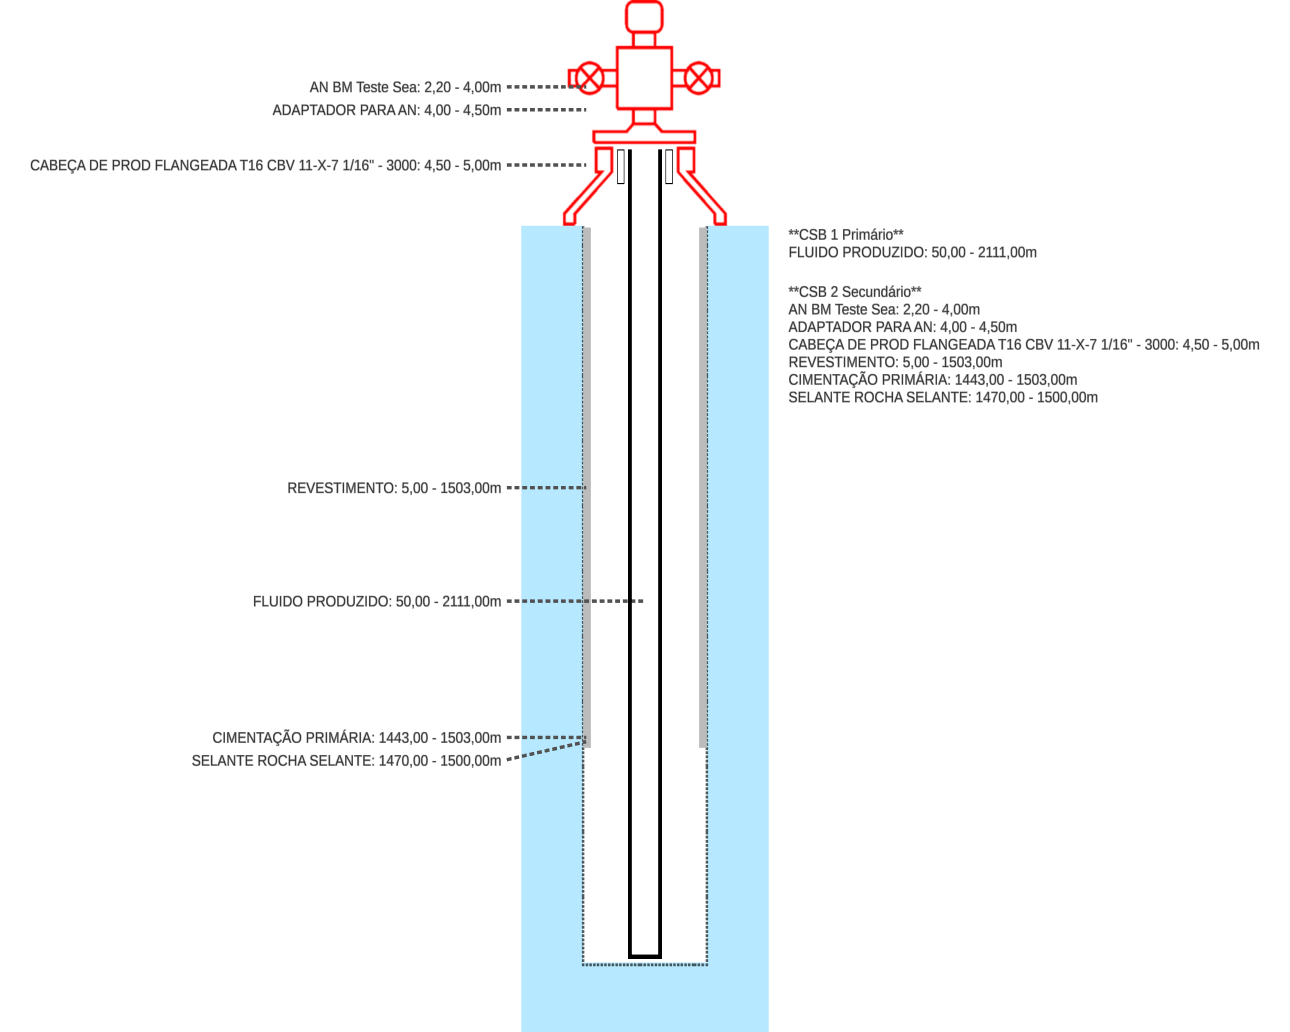 AN BM Teste Sea: 2,20 - 4,00m
ADAPTADOR PARA AN: 4,00 - 4,50m
CABEÇA DE PROD FLANGEADA T16 CBV 11-X-7 1/16" - 3000: 4,50 - 5,00m
REVESTIMENTO: 5,00 - 1503,00m
FLUIDO PRODUZIDO: 50,00 - 2111,00m
CIMENTAÇÃO PRIMÁRIA: 1443,00 - 1503,00m
SELANTE ROCHA SELANTE: 1470,00 - 1500,00m
**CSB 1 Primário**
FLUIDO PRODUZIDO: 50,00 - 2111,00m
**CSB 2 Secundário**
AN BM Teste Sea: 2,20 - 4,00m
ADAPTADOR PARA AN: 4,00 - 4,50m
CABEÇA DE PROD FLANGEADA T16 CBV 11-X-7 1/16" - 3000: 4,50 - 5,00m
REVESTIMENTO: 5,00 - 1503,00m
CIMENTAÇÃO PRIMÁRIA: 1443,00 - 1503,00m
SELANTE ROCHA SELANTE: 1470,00 - 1500,00m